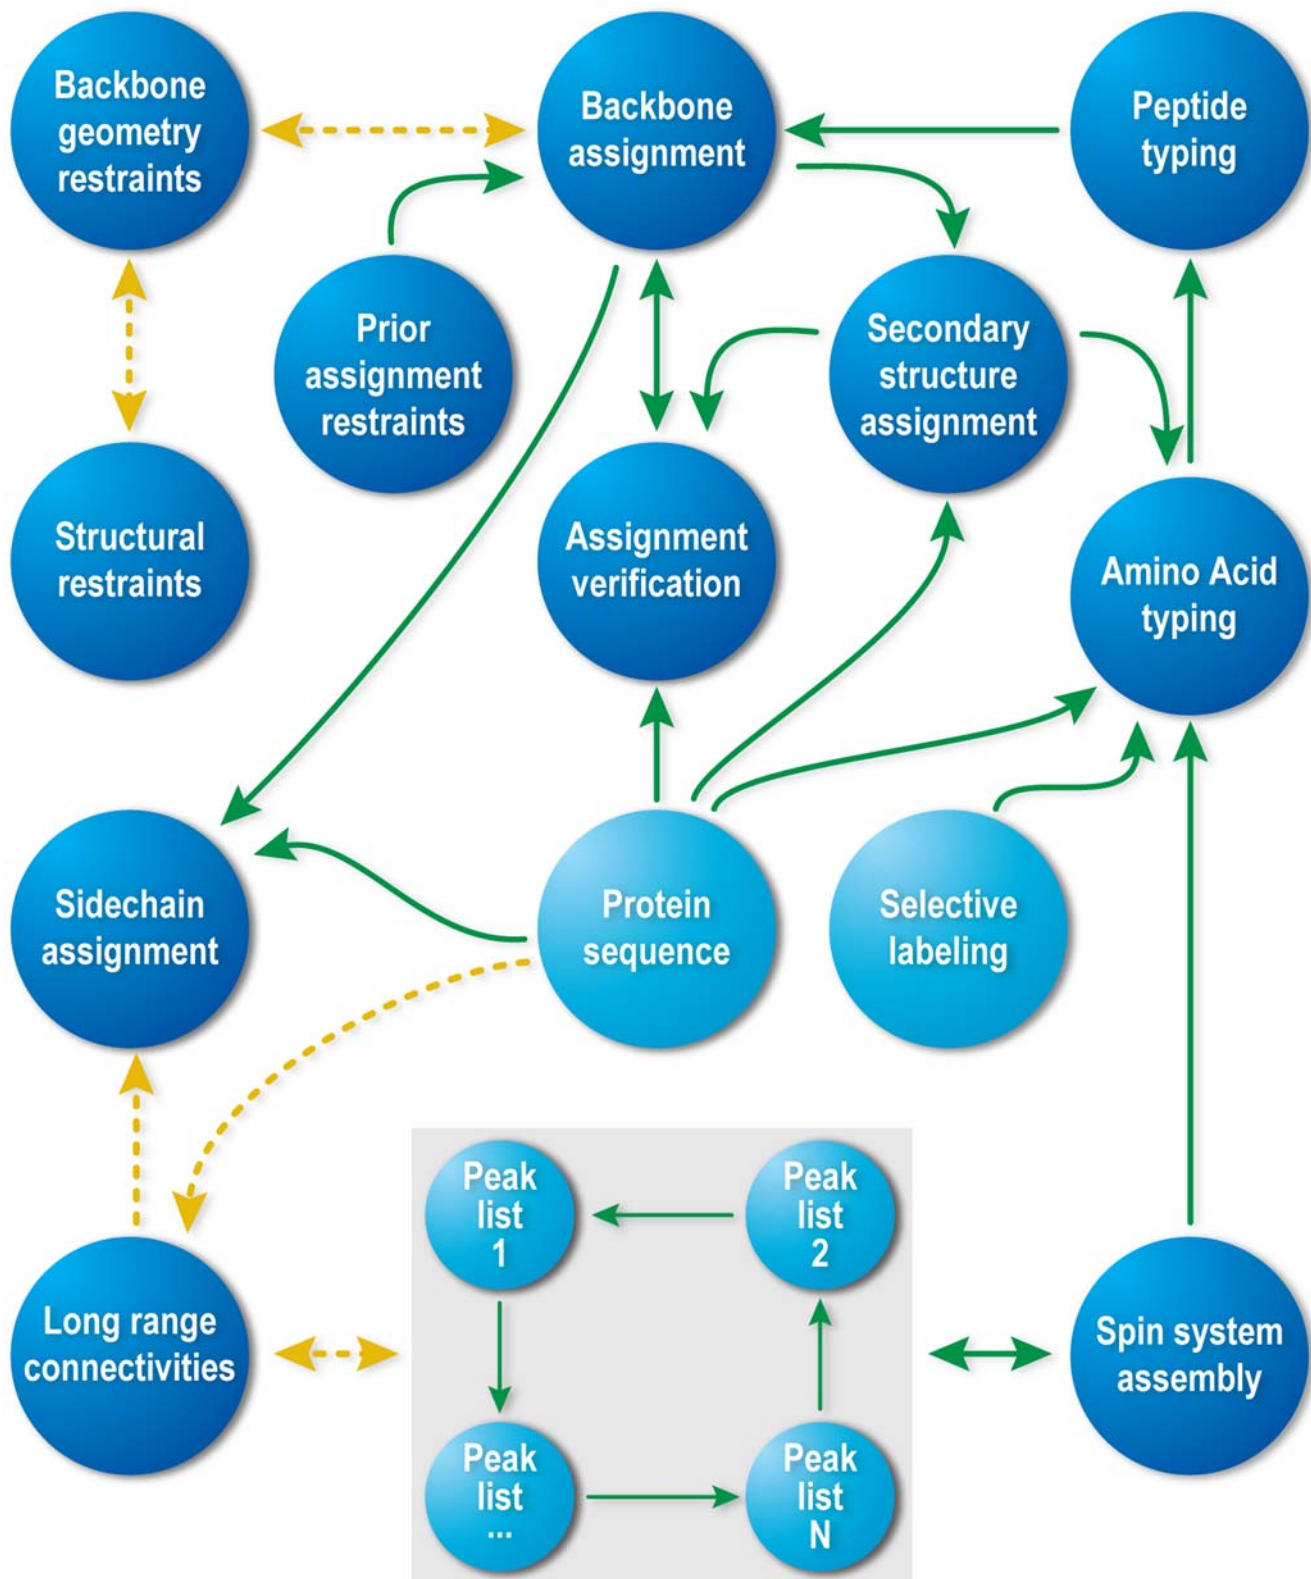 Backbone
geometry
restraints
Backbone
assignment
Peptide
typing
Prior
assignment
restraints
Secondary
structure
assignment
Structural
restraints
Assignment
verification
Amino Acid
typing
Sidechain
assignment
Protein
sequence
Selective
labeling
Peak
list
1
Peak
list
2
Long range
connectivities
Spin system
assembly
Peak
list
...
Peak
list
N